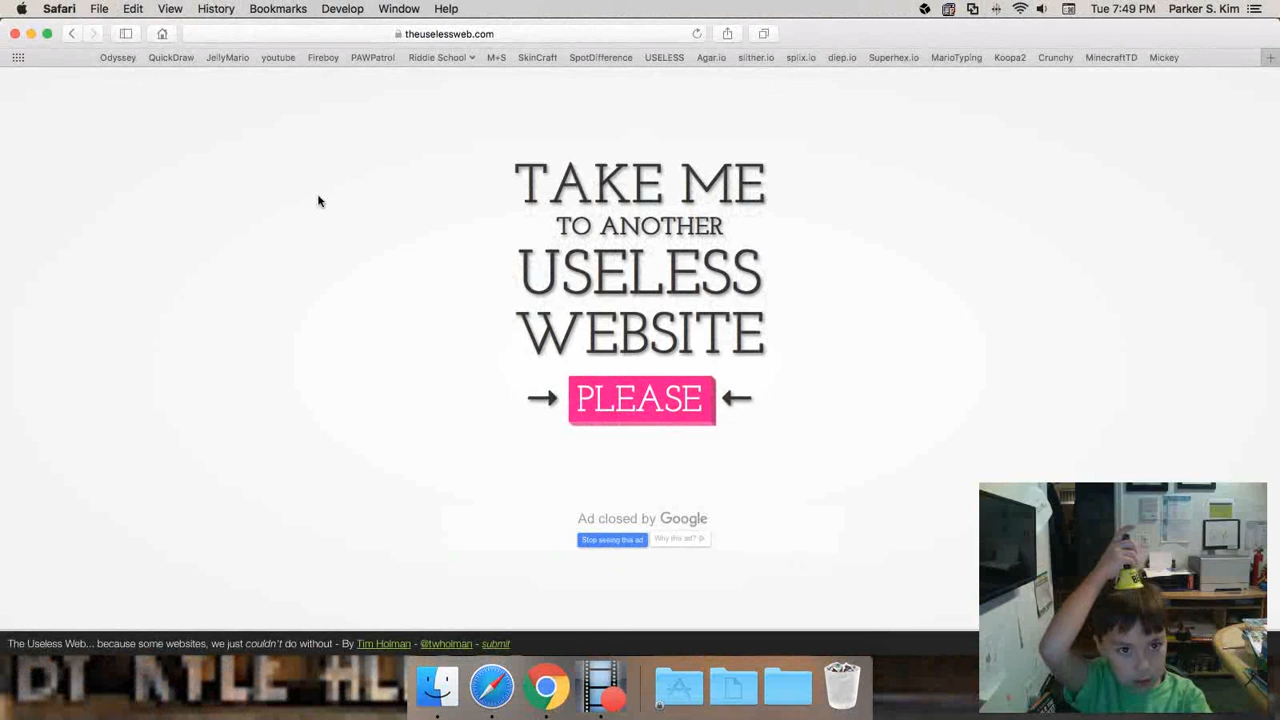 Safari File Edit View History Bookmarks Develop Window Help Tue 7:49 PM Parker S. Kim
theuselessweb.com
Odyssey QuickDraw JellyMario youtube Fireboy PAWPatrol Riddle School M+S SkinCraft SpotDifference USELESS Agar.io slither.io splix.io diep.io Superhex.io MarioTyping Koopa2 Crunchy MinecraftTD Mickey
TAKE ME
TO ANOTHER
USELESS
WEBSITE
PLEASE
Ad closed by Google
Stop seeing this ad Why this ad?
The Useless Web... because some websites, we just couldn't do without - By Tim Holman - @twholman - submit